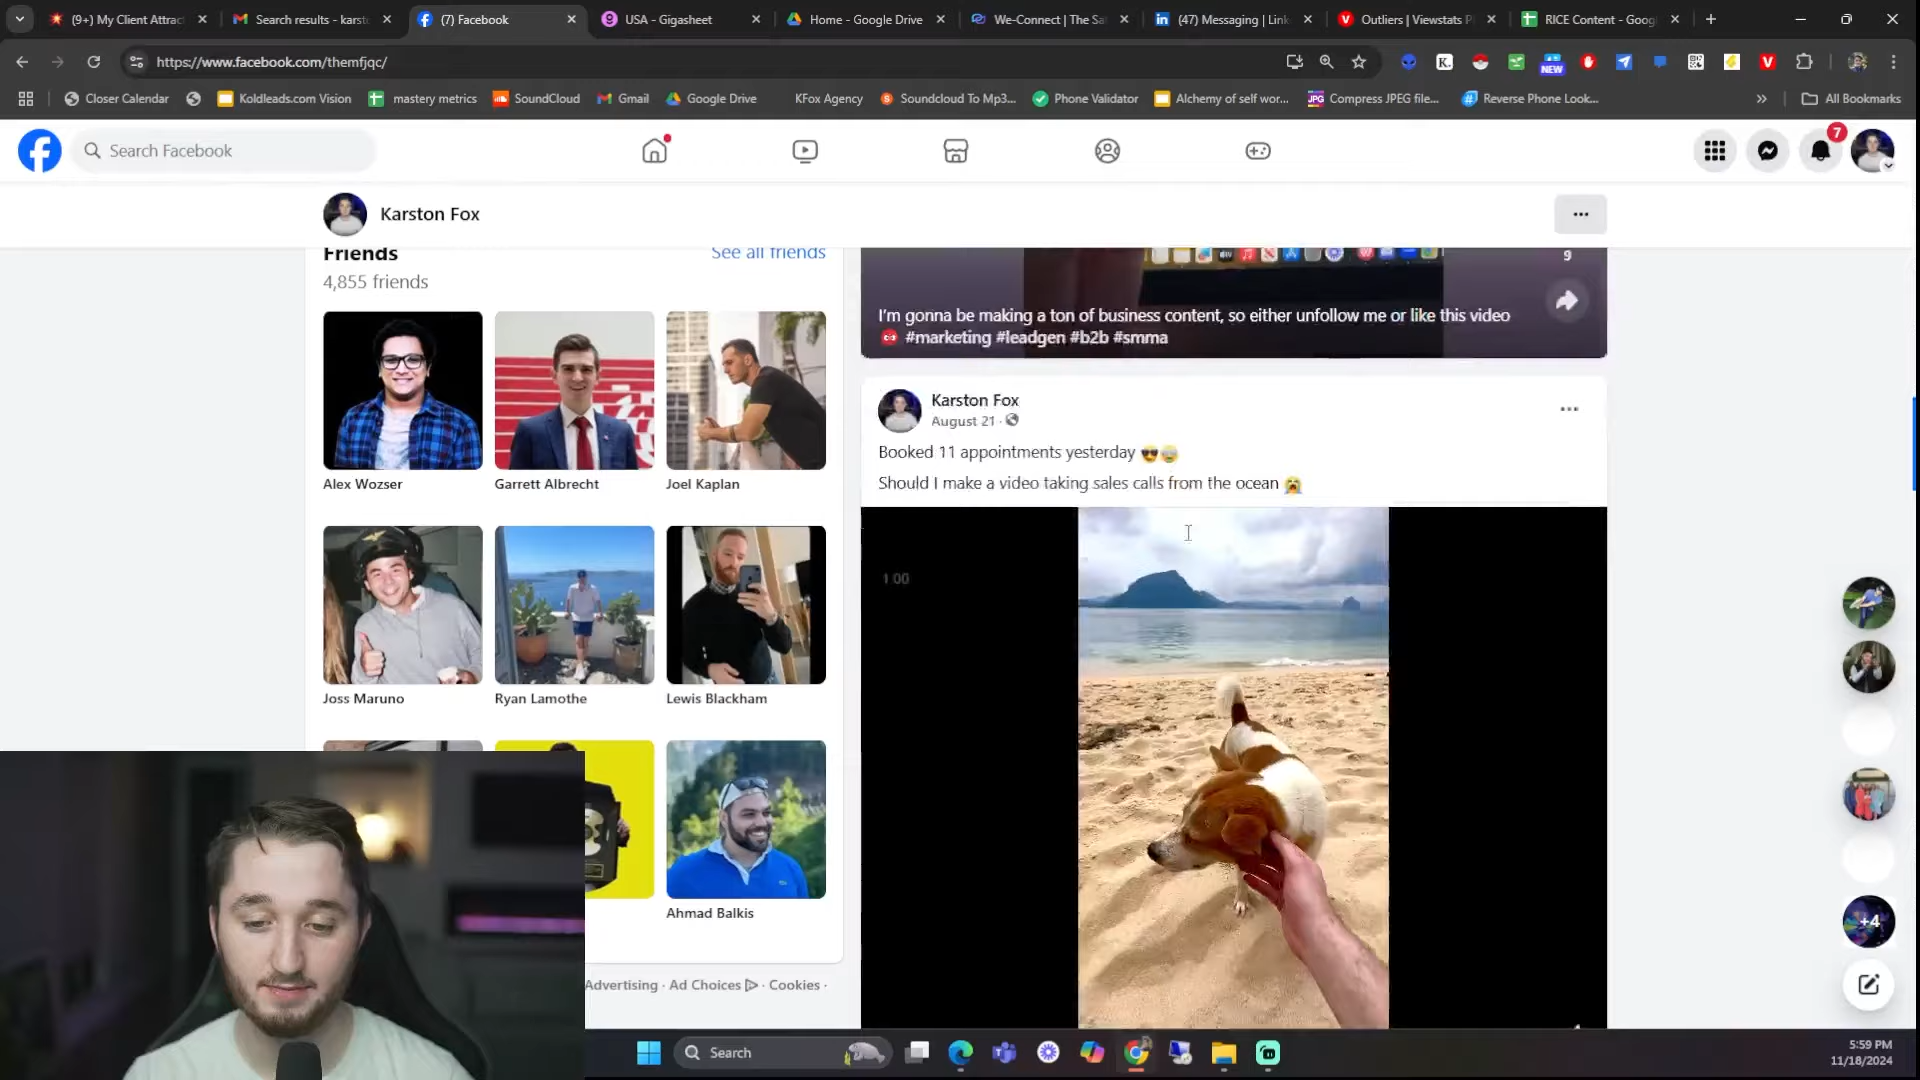 (9+) My Client Attrac
Search results - karst
(7) Facebook
USA - Gigasheet
Home - Google Drive
We-Connect | The Sa
(47) Messaging | Link
Outliers | Viewstats P
RICE Content - Goog
https://www.facebook.com/themfjqc/
NEW
Closer Calendar
Koldleads.com Vision
mastery metrics
SoundCloud
Gmail
Google Drive
KFox Agency
Soundcloud To Mp3...
Phone Validator
Alchemy of self wor...
JPG
Compress JPEG file...
Reverse Phone Look...
All Bookmarks
Search Facebook
7
Karston Fox
Friends
See all friends
4,855 friends
Alex Wozser
Garrett Albrecht
Joel Kaplan
Joss Maruno
Ryan Lamothe
Lewis Blackham
Ahmad Balkis
Advertising · Ad Choices · Cookies ·
9
I'm gonna be making a ton of business content, so either unfollow me or like this video
#marketing #leadgen #b2b #smma
Karston Fox
August 21 ·
Booked 11 appointments yesterday 😎🥹
Should I make a video taking sales calls from the ocean 😭
1:00
+4
Search
5:59 PM
11/18/2024